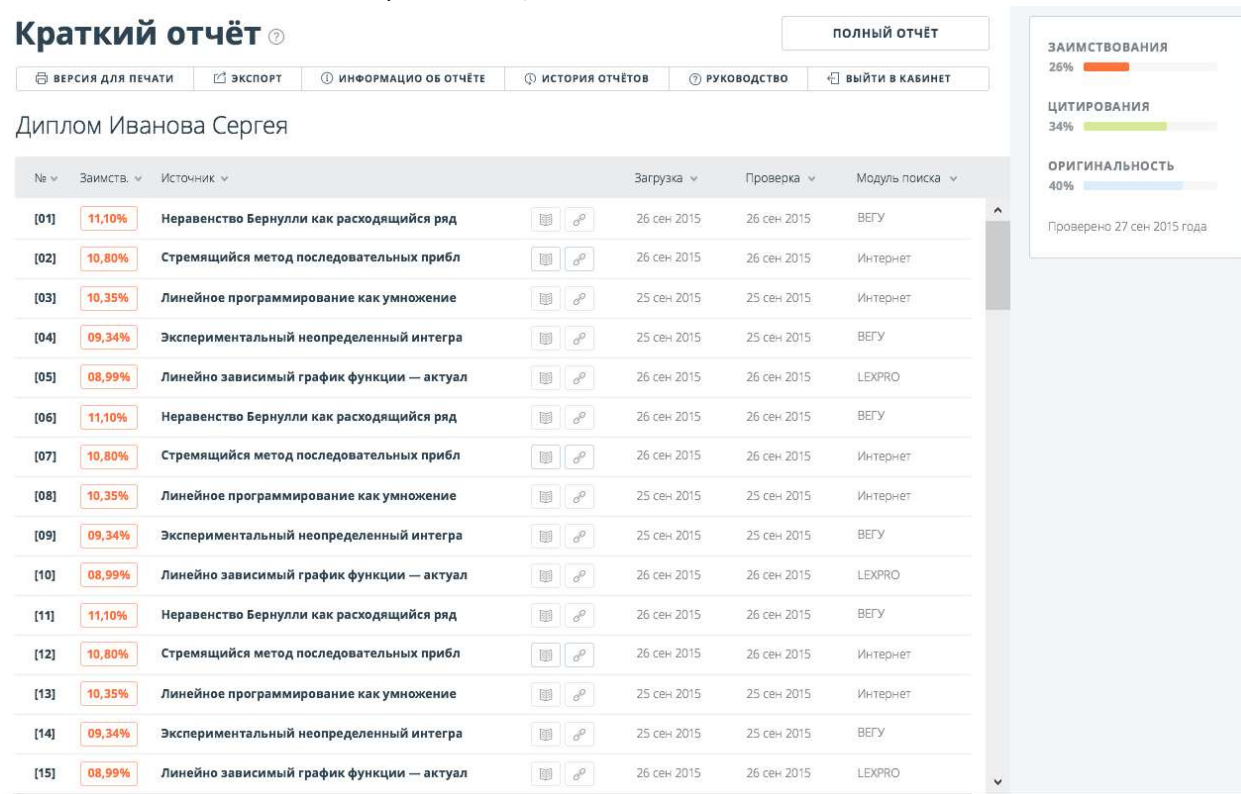 Краткий отчёт
ПОЛНЫЙ ОТЧЁТ
ВЕРСИЯ ДЛЯ ПЕЧАТИ ЭКСПОРТ ИНФОРМАЦИО ОБ ОТЧЁТЕ ИСТОРИЯ ОТЧЁТОВ РУКОВОДСТВО ВЫЙТИ В КАБИНЕТ
Диплом Иванова Сергея
№ Заимств. Источник Загрузка Проверка Модуль поиска
[01] 11,10% Неравенство Бернулли как расходящийся ряд 26 сен 2015 26 сен 2015 ВЕГУ
[02] 10,80% Стремящийся метод последовательных прибл 26 сен 2015 26 сен 2015 Интернет
[03] 10,35% Линейное программирование как умножение 25 сен 2015 25 сен 2015 Интернет
[04] 09,34% Экспериментальный неопределенный интегра 25 сен 2015 25 сен 2015 ВЕГУ
[05] 08,99% Линейно зависимый график функции — актуал 26 сен 2015 26 сен 2015 LEXPRO
[06] 11,10% Неравенство Бернулли как расходящийся ряд 26 сен 2015 26 сен 2015 ВЕГУ
[07] 10,80% Стремящийся метод последовательных прибл 26 сен 2015 26 сен 2015 Интернет
[08] 10,35% Линейное программирование как умножение 25 сен 2015 25 сен 2015 Интернет
[09] 09,34% Экспериментальный неопределенный интегра 25 сен 2015 25 сен 2015 ВЕГУ
[10] 08,99% Линейно зависимый график функции — актуал 26 сен 2015 26 сен 2015 LEXPRO
[11] 11,10% Неравенство Бернулли как расходящийся ряд 26 сен 2015 26 сен 2015 ВЕГУ
[12] 10,80% Стремящийся метод последовательных прибл 26 сен 2015 26 сен 2015 Интернет
[13] 10,35% Линейное программирование как умножение 25 сен 2015 25 сен 2015 Интернет
[14] 09,34% Экспериментальный неопределенный интегра 25 сен 2015 25 сен 2015 ВЕГУ
[15] 08,99% Линейно зависимый график функции — актуал 26 сен 2015 26 сен 2015 LEXPRO
ЗАИМСТВОВАНИЯ
26%
ЦИТИРОВАНИЯ
34%
ОРИГИНАЛЬНОСТЬ
40%
Проверено 27 сен 2015 года